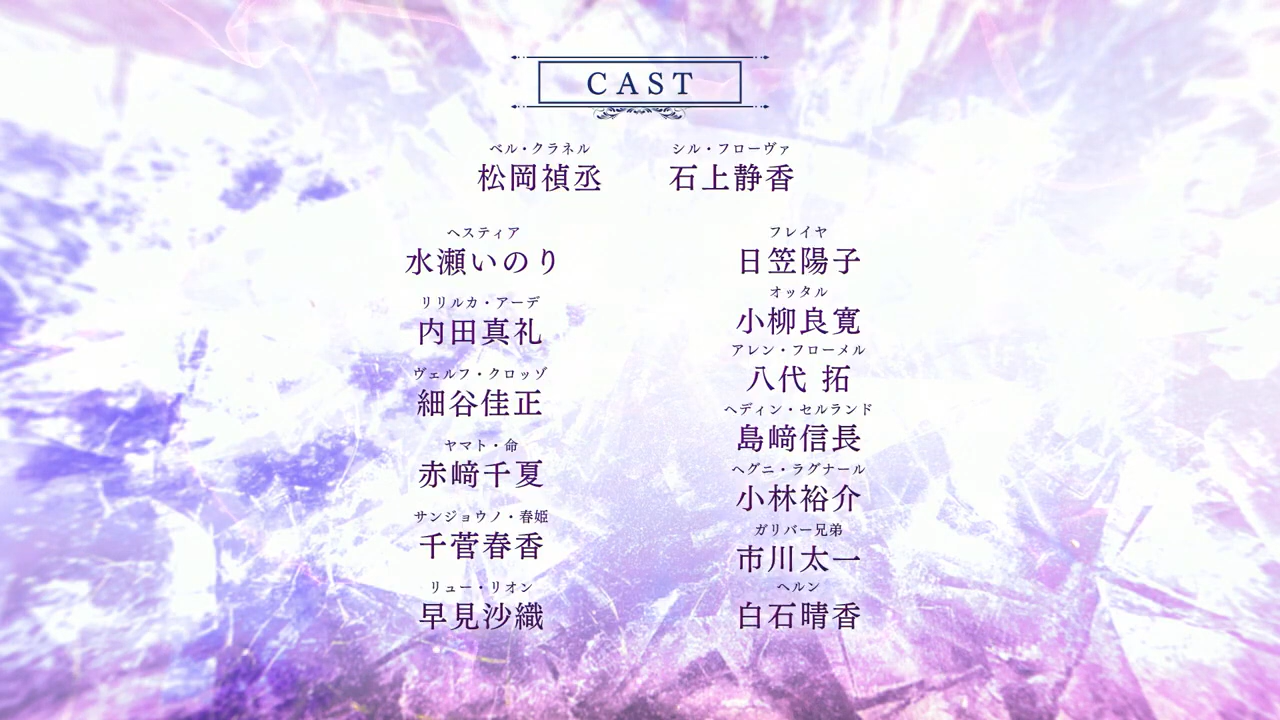 CAST
ベル・クラネル
松岡禎丞
シル・フローヴァ
石上静香
ヘスティア
水瀬いのり
リリルカ・アーデ
内田真礼
ヴェルフ・クロッゾ
細谷佳正
ヤマト・命
赤﨑千夏
サンジョウノ・春姫
千菅春香
リュー・リオン
早見沙織
フレイヤ
日笠陽子
オッタル
小柳良寛
アレン・フローメル
八代 拓
ヘディン・セルランド
島﨑信長
ヘグニ・ラグナール
小林裕介
ガリバー兄弟
市川太一
ヘルン
白石晴香